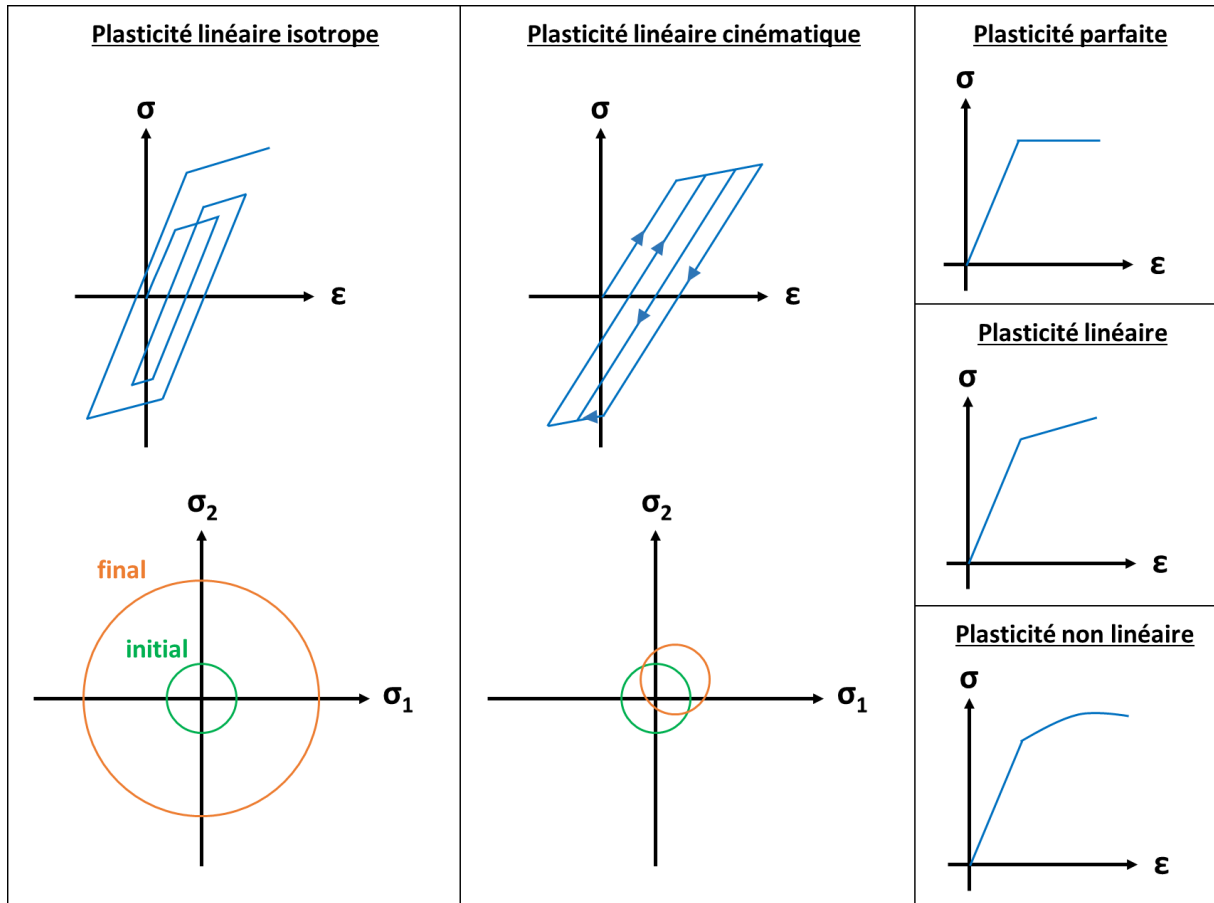 Plasticité linéaire isotrope
σ
ε
σ₂
final
initial
σ₁
Plasticité linéaire cinématique
σ
ε
σ₂
σ₁
Plasticité parfaite
σ
ε
Plasticité linéaire
σ
ε
Plasticité non linéaire
σ
ε